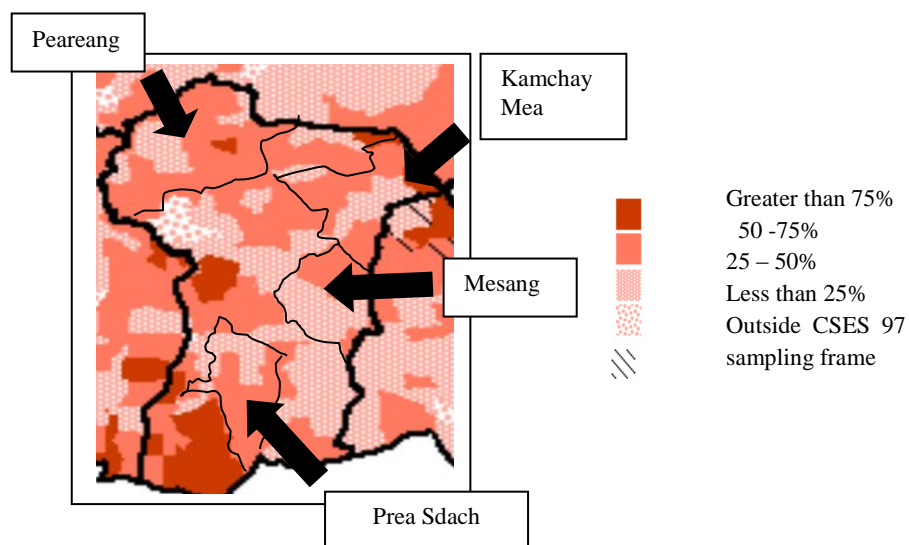 Peareang
Kamchay
Mea
Mesang
Prea Sdach
Greater than 75%
50 -75%
25 – 50%
Less than 25%
Outside CSES 97
sampling frame